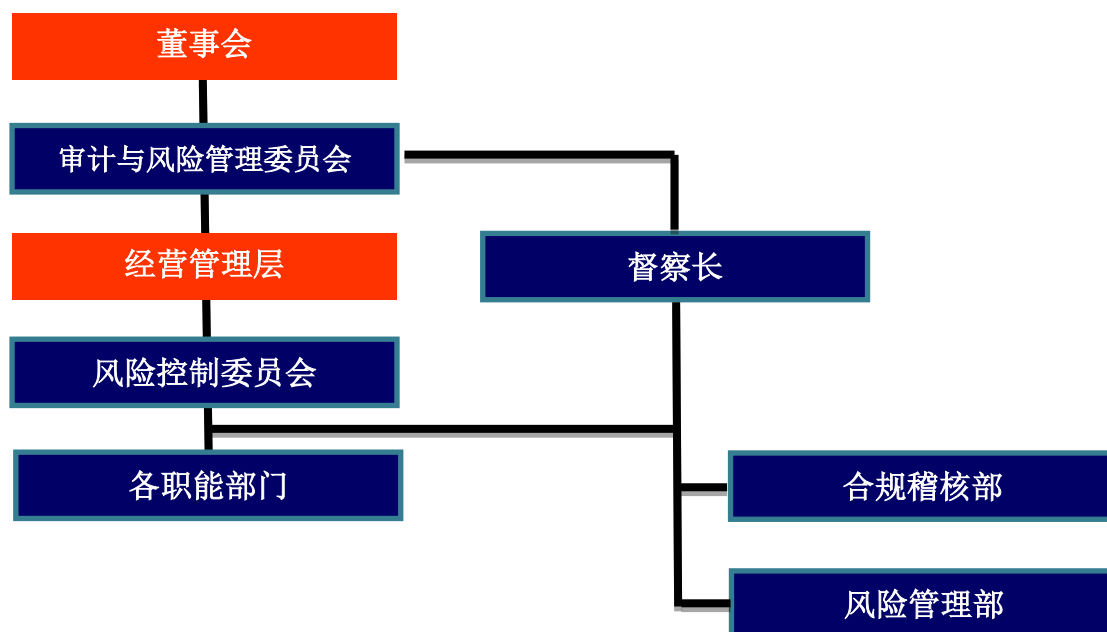 董事会
审计与风险管理委员会
经营管理层
督察长
风险控制委员会
各职能部门
合规稽核部
风险管理部